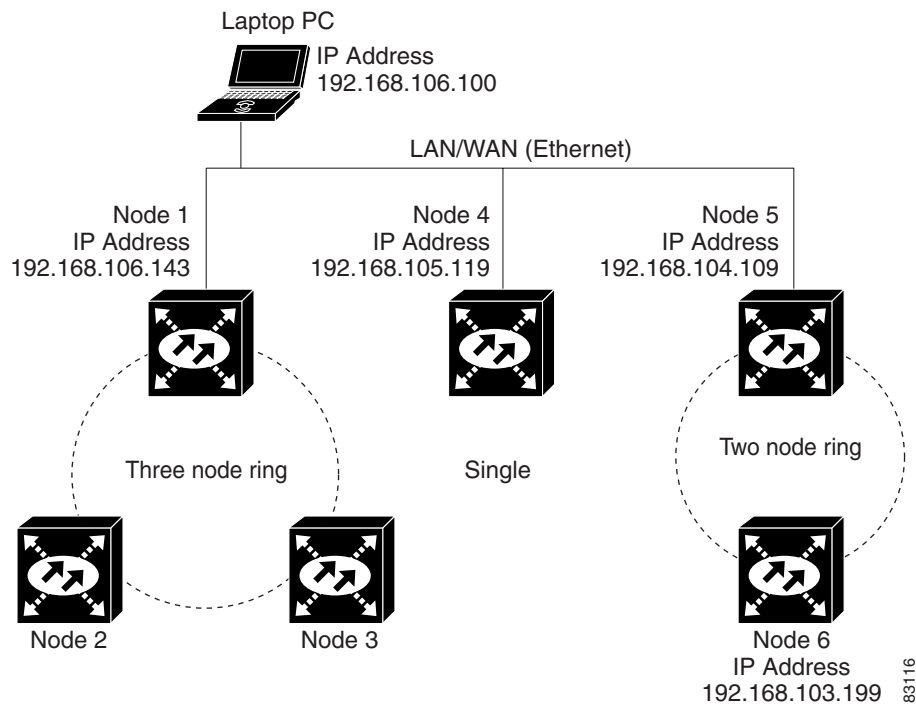 Laptop PC
IP Address
192.168.106.100
LAN/WAN (Ethernet)
Node 1
IP Address
192.168.106.143
Node 4
IP Address
192.168.105.119
Node 5
IP Address
192.168.104.109
Three node ring
Single
Two node ring
Node 2
Node 3
Node 6
IP Address
192.168.103.199
83116